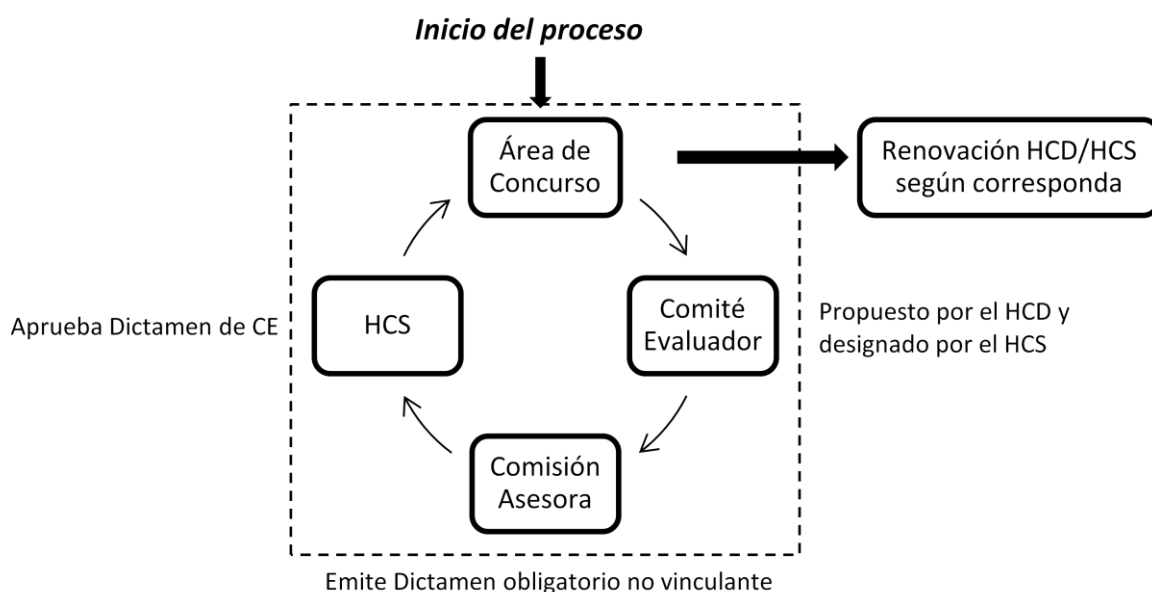 Inicio del proceso
Área de
Concurso
Renovación HCD/HCS
según corresponda
Aprueba Dictamen de CE
HCS
Comité
Evaluador
Propuesto por el HCD y
designado por el HCS
Comisión
Asesora
Emite Dictamen obligatorio no vinculante